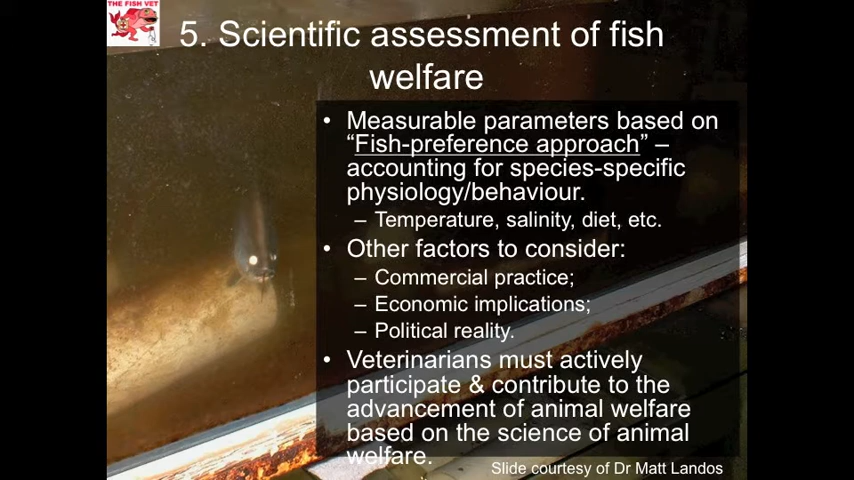 THE FISH VET
5. Scientific assessment of fish
welfare
• Measurable parameters based on
“Fish-preference approach” –
accounting for species-specific
physiology/behaviour.
– Temperature, salinity, diet, etc.
• Other factors to consider:
– Commercial practice;
– Economic implications;
– Political reality.
• Veterinarians must actively
participate & contribute to the
advancement of animal welfare
based on the science of animal
welfare.
Slide courtesy of Dr Matt Landos